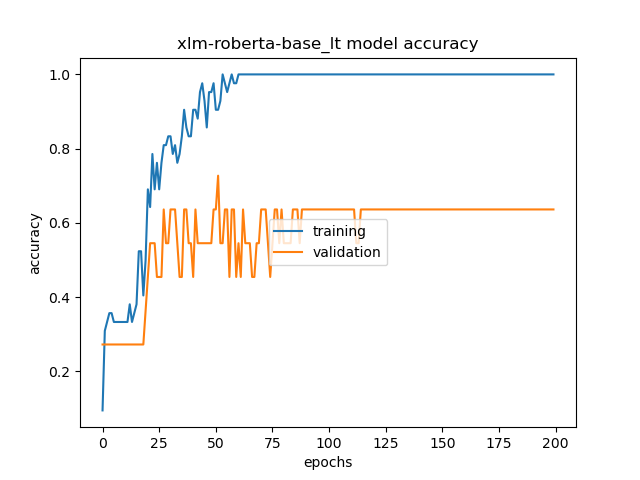 xlm-roberta-base_lt model accuracy
1.0
0.8
0.6
0.4
0.2
accuracy
training
validation
0 25 50 75 100 125 150 175 200
epochs